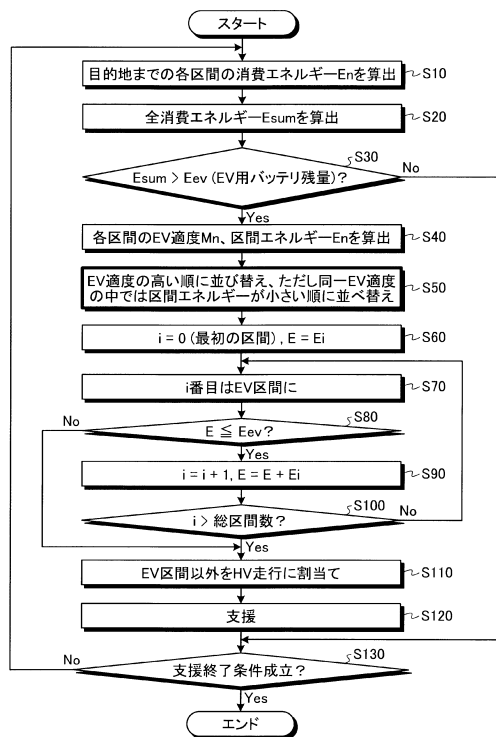 スタート
目的地までの各区間の消費エネルギーEnを算出
S10
全消費エネルギーEsumを算出
S20
S30
Esum > Eev (EV用バッテリ残量)?
No
Yes
各区間のEV適度Mn、区間エネルギーEnを算出
S40
EV適度の高い順に並び替え、ただし同一EV適度
の中では区間エネルギーが小さい順に並べ替え
S50
i = 0 (最初の区間) , E = Ei
S60
i番目はEV区間に
S70
S80
No
E ≦ Eev?
Yes
i = i + 1, E = E + Ei
S90
S100
i > 総区間数?
No
Yes
EV区間以外をHV走行に割当て
S110
支援
S120
S130
No
支援終了条件成立?
Yes
エンド